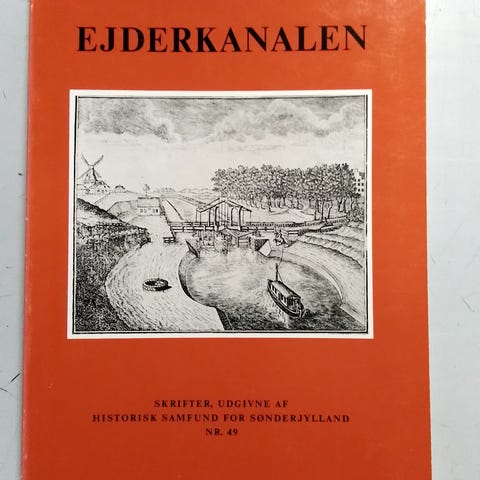 EJDERKANALEN
SKRIFTER, UDGIVNE AF
HISTORISK SAMFUND FOR SØNDERJYLLAND
NR. 49